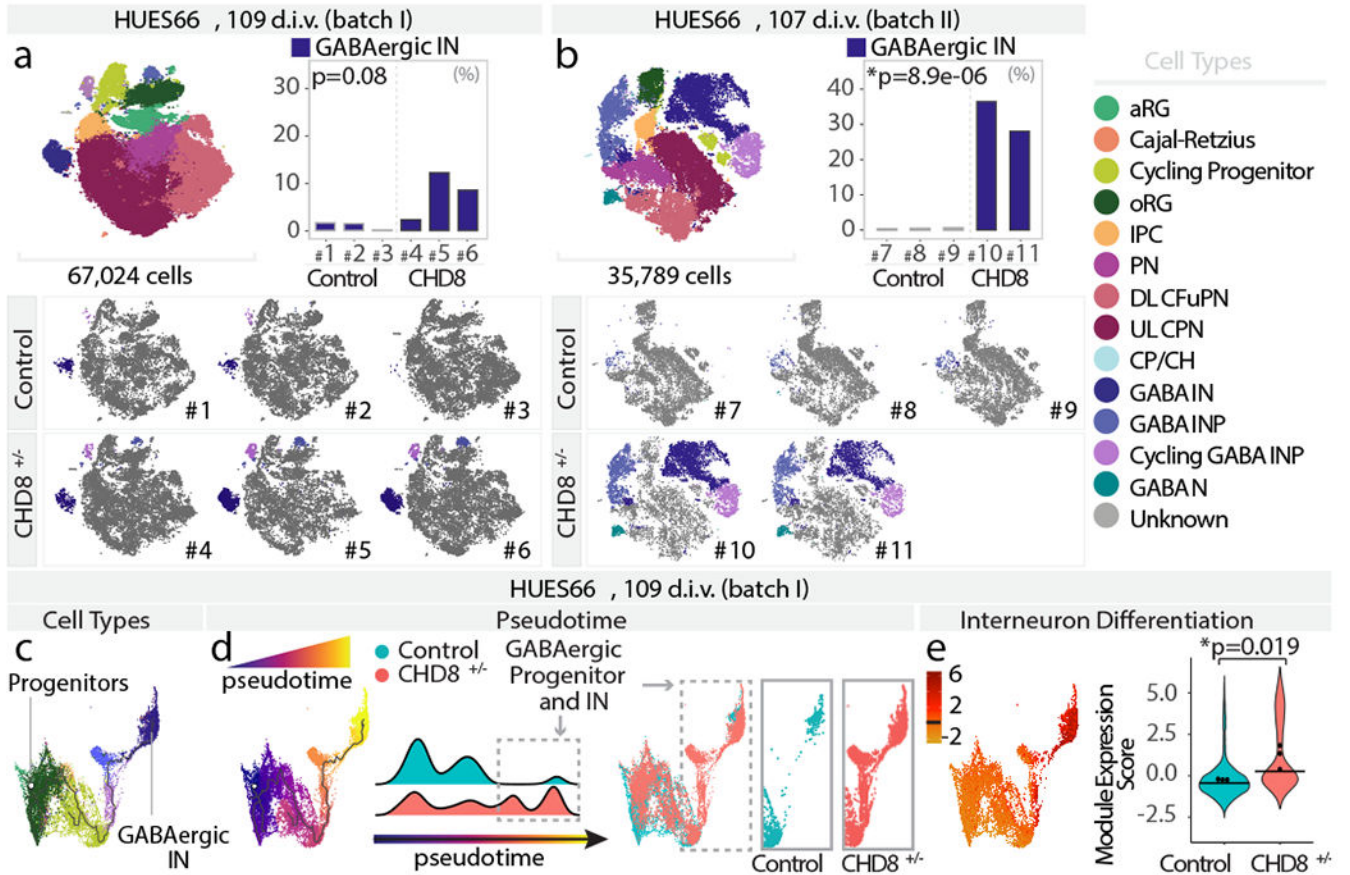 HUES66 , 109 d.i.v. (batch I)
HUES66 , 107 d.i.v. (batch II)
a
GABAergic IN
p=0.08
(%)
30
20
10
0
#1 #2 #3 #4 #5 #6
Control CHD8
67,024 cells
b
GABAergic IN
*p=8.9e-06
(%)
40
30
20
10
0
#7 #8 #9 #10 #11
Control CHD8
35,789 cells
Cell Types
aRG
Cajal-Retzius
Cycling Progenitor
oRG
IPC
PN
DL CFuPN
UL CPN
CP/CH
GABA IN
GABA INP
Cycling GABA INP
GABA N
Unknown
Control
#1 #2 #3
CHD8 +/-
#4 #5 #6
Control
#7 #8 #9
CHD8 +/-
#10 #11
HUES66 , 109 d.i.v. (batch I)
Cell Types
Pseudotime
Interneuron Differentiation
c
Progenitors
GABAergic
IN
d
pseudotime
Control
CHD8 +/-
GABAergic
Progenitor
and IN
pseudotime
Control CHD8 +/-
e
6
2
-2
*p=0.019
Module Expression
Score
5.0
2.5
0.0
-2.5
Control CHD8 +/-